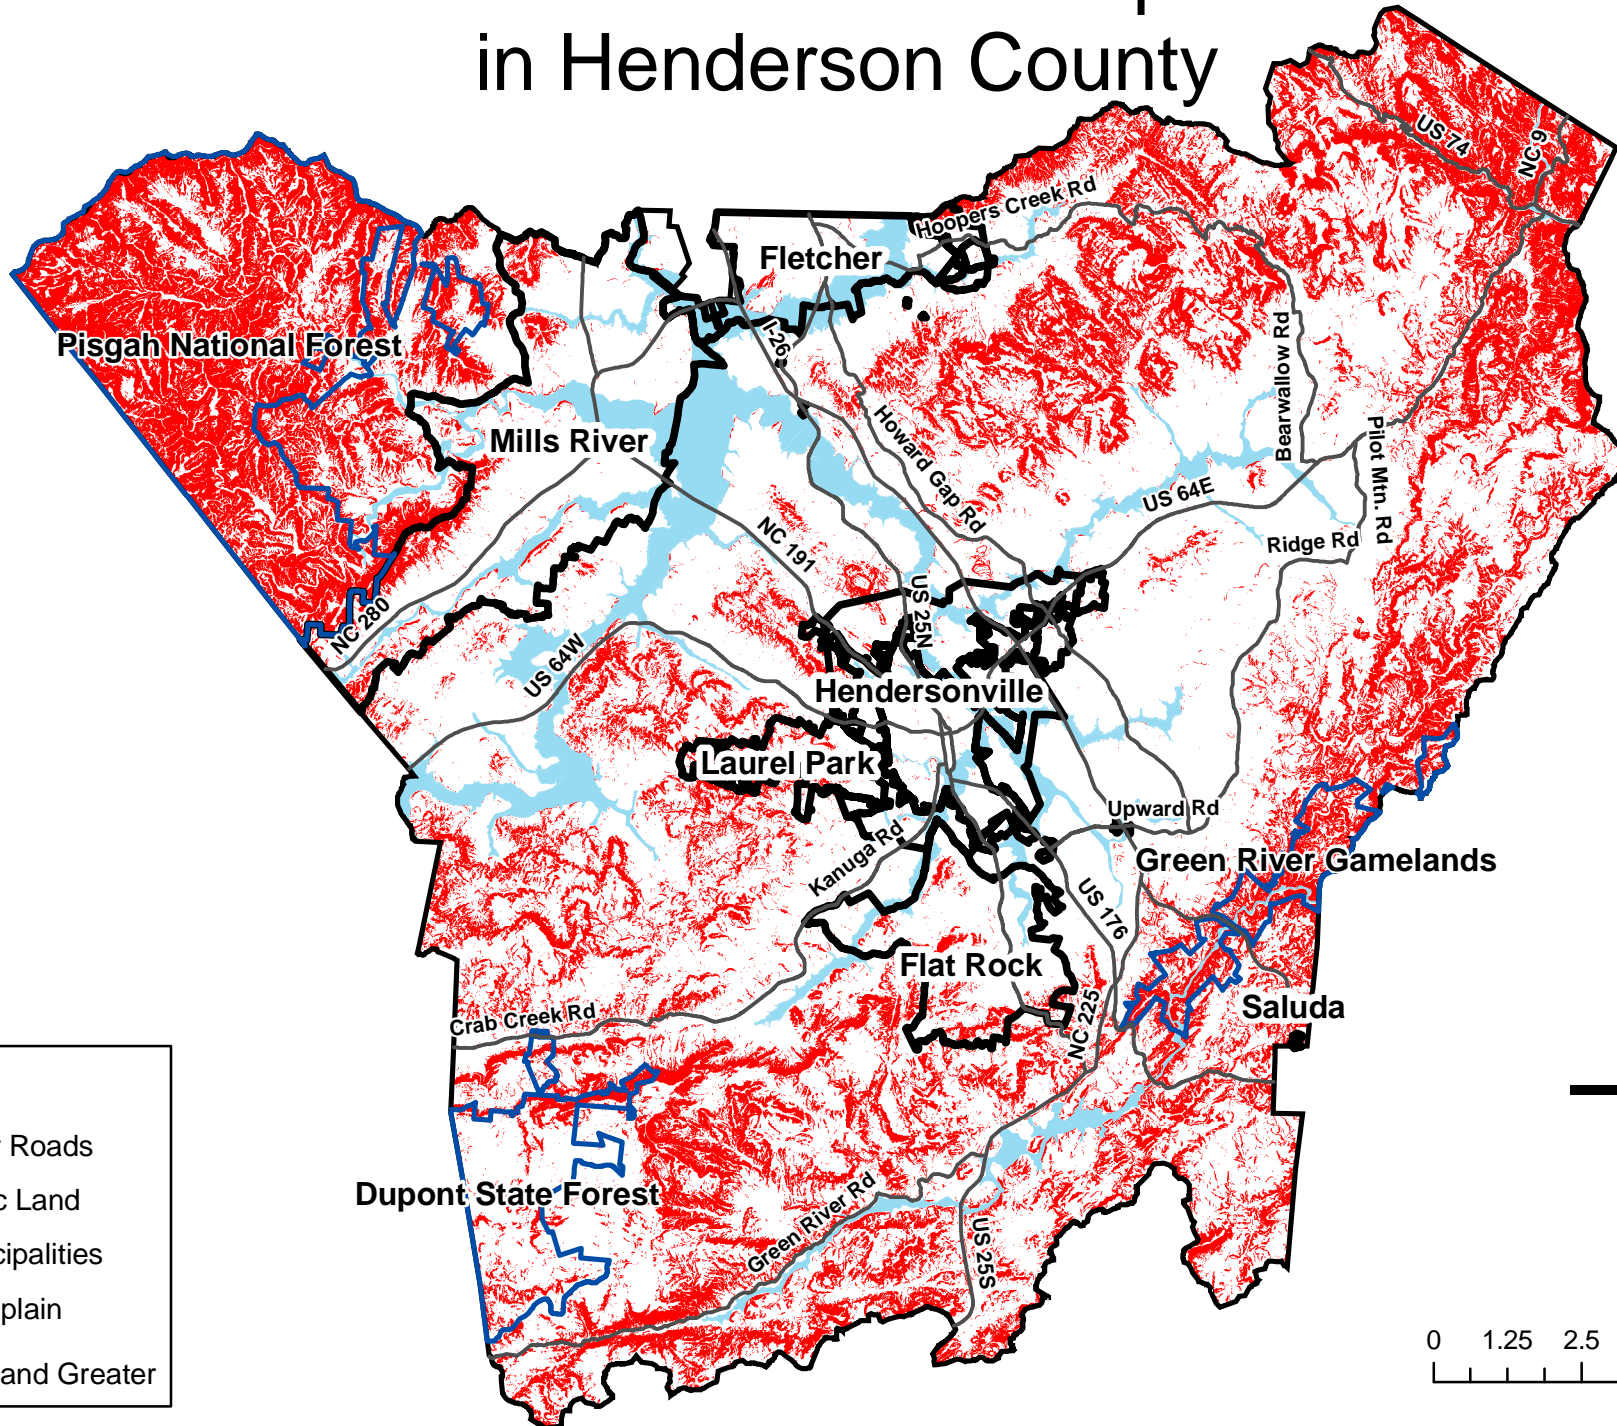 in Henderson County
US 74
NC 9
Hoopers Creek Rd
Fletcher
Pisgah National Forest
I-26
Bearwallow Rd
Mills River
Howard Gap Rd
Pilot Mtn. Rd
US 64E
NC 191
Ridge Rd
US 25N
NC 280
US 64W
Hendersonville
Laurel Park
Upward Rd
Kanuga Rd
Green River Gamelands
US 176
Flat Rock
Saluda
Crab Creek Rd
NC 225
Roads
Land
Dupont State Forest
Green River Rd
US 25S
cipalities
plain
and Greater
0 1.25 2.5